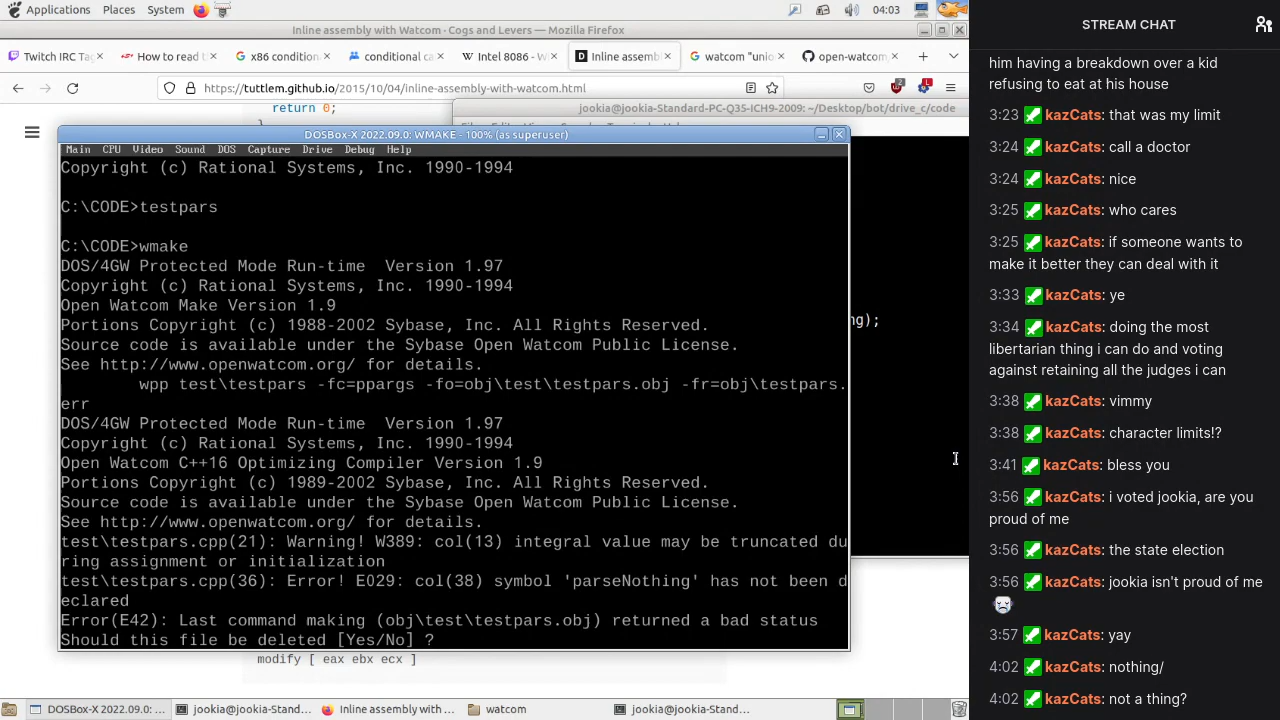 Applications Places System 04:03
Inline assembly with Watcom · Cogs and Levers — Mozilla Firefox
Twitch IRC Tag
How to read t
x86 condition
conditional ca
Intel 8086 - W
Inline assemb
watcom "unio
open-watcom
https://tuttlem.github.io/2015/10/04/inline-assembly-with-watcom.html
return 0;
jookia@jookia-Standard-PC-Q35-ICH9-2009: ~/Desktop/bot/drive_c/code
DOSBox-X 2022.09.0: WMAKE - 100% (as superuser)
Main CPU Video Sound DOS Capture Drive Debug Help
Copyright (c) Rational Systems, Inc. 1990-1994
C:\CODE>testpars
C:\CODE>wmake
DOS/4GW Protected Mode Run-time  Version 1.97
Copyright (c) Rational Systems, Inc. 1990-1994
Open Watcom Make Version 1.9
Portions Copyright (c) 1988-2002 Sybase, Inc. All Rights Reserved.
Source code is available under the Sybase Open Watcom Public License.
See http://www.openwatcom.org/ for details.
wpp test\testpars -fc=ppargs -fo=obj\test\testpars.obj -fr=obj\testpars.
err
DOS/4GW Protected Mode Run-time  Version 1.97
Copyright (c) Rational Systems, Inc. 1990-1994
Open Watcom C++16 Optimizing Compiler Version 1.9
Portions Copyright (c) 1989-2002 Sybase, Inc. All Rights Reserved.
Source code is available under the Sybase Open Watcom Public License.
See http://www.openwatcom.org/ for details.
test\testpars.cpp(21): Warning! W389: col(13) integral value may be truncated du
ring assignment or initialization
test\testpars.cpp(36): Error! E029: col(38) symbol 'parseNothing' has not been d
eclared
Error(E42): Last command making (obj\test\testpars.obj) returned a bad status
Should this file be deleted [Yes/No] ?
ng);
modify [ eax ebx ecx ]
DOSBox-X 2022.09.0: ...
jookia@jookia-Stand...
Inline assembly with ...
watcom
jookia@jookia-Stand...
STREAM CHAT
him having a breakdown over a kid
refusing to eat at his house
3:23 kazCats: that was my limit
3:24 kazCats: call a doctor
3:24 kazCats: nice
3:25 kazCats: who cares
3:25 kazCats: if someone wants to
make it better they can deal with it
3:33 kazCats: ye
3:34 kazCats: doing the most
libertarian thing i can do and voting
against retaining all the judges i can
3:38 kazCats: vimmy
3:38 kazCats: character limits!?
3:41 kazCats: bless you
3:56 kazCats: i voted jookia, are you
proud of me
3:56 kazCats: the state election
3:56 kazCats: jookia isn't proud of me
3:57 kazCats: yay
4:02 kazCats: nothing/
4:02 kazCats: not a thing?